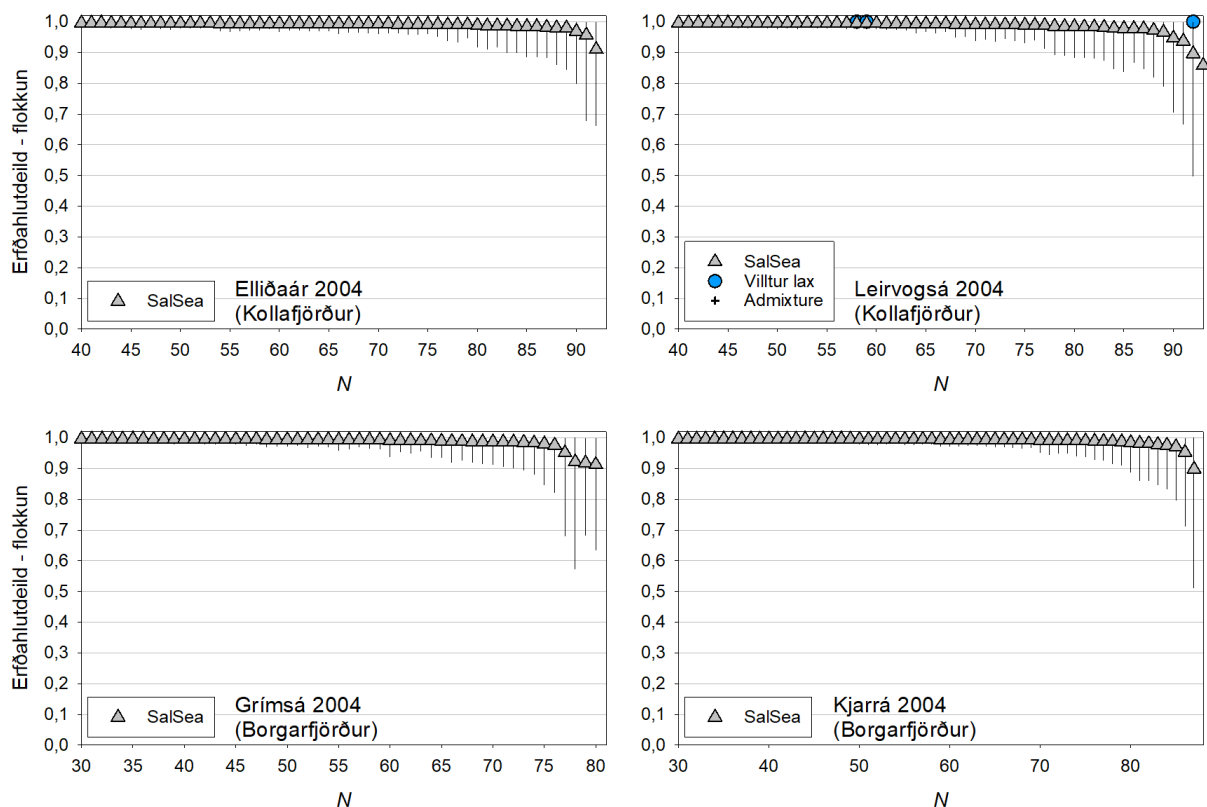 Erfðahlutdeild - flokkun
1,0
0,9
0,8
0,7
0,6
0,5
0,4
0,3
0,2
0,1
0,0
SalSea
Elliðaár 2004
(Kollafjörður)
40 45 50 55 60 65 70 75 80 85 90
N
1,0
0,9
0,8
0,7
0,6
0,5
0,4
0,3
0,2
0,1
0,0
SalSea
Villtur lax
Admixture
Leirvogsá 2004
(Kollafjörður)
40 45 50 55 60 65 70 75 80 85 90
N
Erfðahlutdeild - flokkun
1,0
0,9
0,8
0,7
0,6
0,5
0,4
0,3
0,2
0,1
0,0
SalSea
Grímsá 2004
(Borgarfjörður)
30 35 40 45 50 55 60 65 70 75 80
N
1,0
0,9
0,8
0,7
0,6
0,5
0,4
0,3
0,2
0,1
0,0
SalSea
Kjarrá 2004
(Borgarfjörður)
30 40 50 60 70 80
N